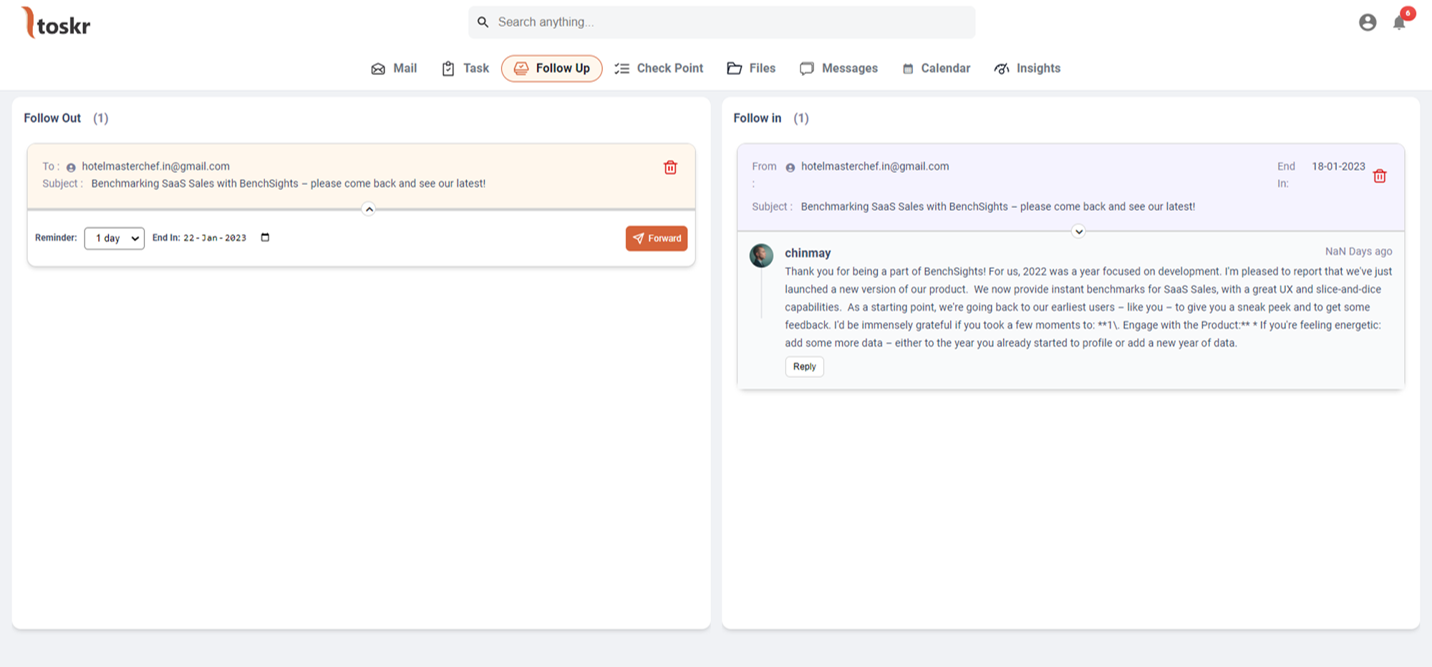 toskr
Search anything...
6
Mail Task Follow Up Check Point Files Messages Calendar Insights
Follow Out (1)
To : hotelmasterchef.in@gmail.com
Subject : Benchmarking SaaS Sales with BenchSights – please come back and see our latest!
Reminder: 1 day End In: 22-Jan-2023 Forward
Follow in (1)
From : hotelmasterchef.in@gmail.com End In: 18-01-2023
Subject : Benchmarking SaaS Sales with BenchSights – please come back and see our latest!
chinmay NaN Days ago
Thank you for being a part of BenchSights! For us, 2022 was a year focused on development. I'm pleased to report that we've just
launched a new version of our product.  We now provide instant benchmarks for SaaS Sales, with a great UX and slice-and-dice
capabilities.  As a starting point, we're going back to our earliest users – like you – to give you a sneak peek and to get some
feedback. I'd be immensely grateful if you took a few moments to: **1\. Engage with the Product:** * If you're feeling energetic:
add some more data – either to the year you already started to profile or add a new year of data.
Reply